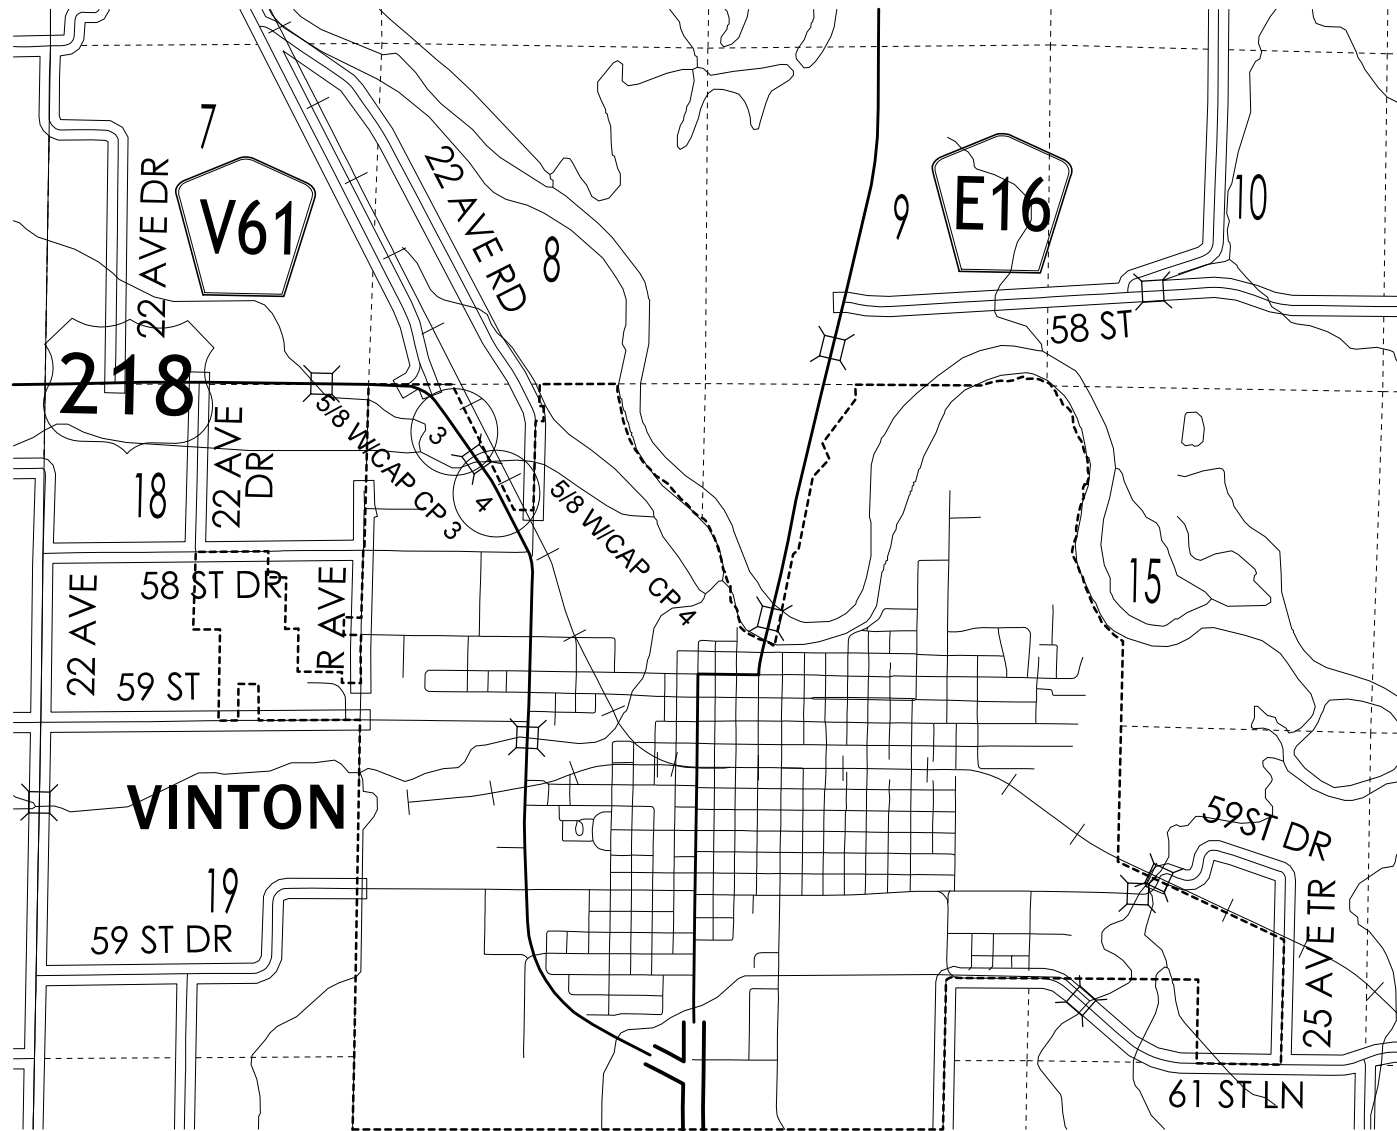 7
22 AVE DR
V61
22 AVE RD
8
9
E16
10
58 ST
218
5/8 W/CAP CP 3
3
4
5/8 W/CAP CP 4
22 AVE
DR
18
58 ST DR
22 AVE
R AVE
59 ST
15
VINTON
59ST DR
19
59 ST DR
25 AVE TR
61 ST LN